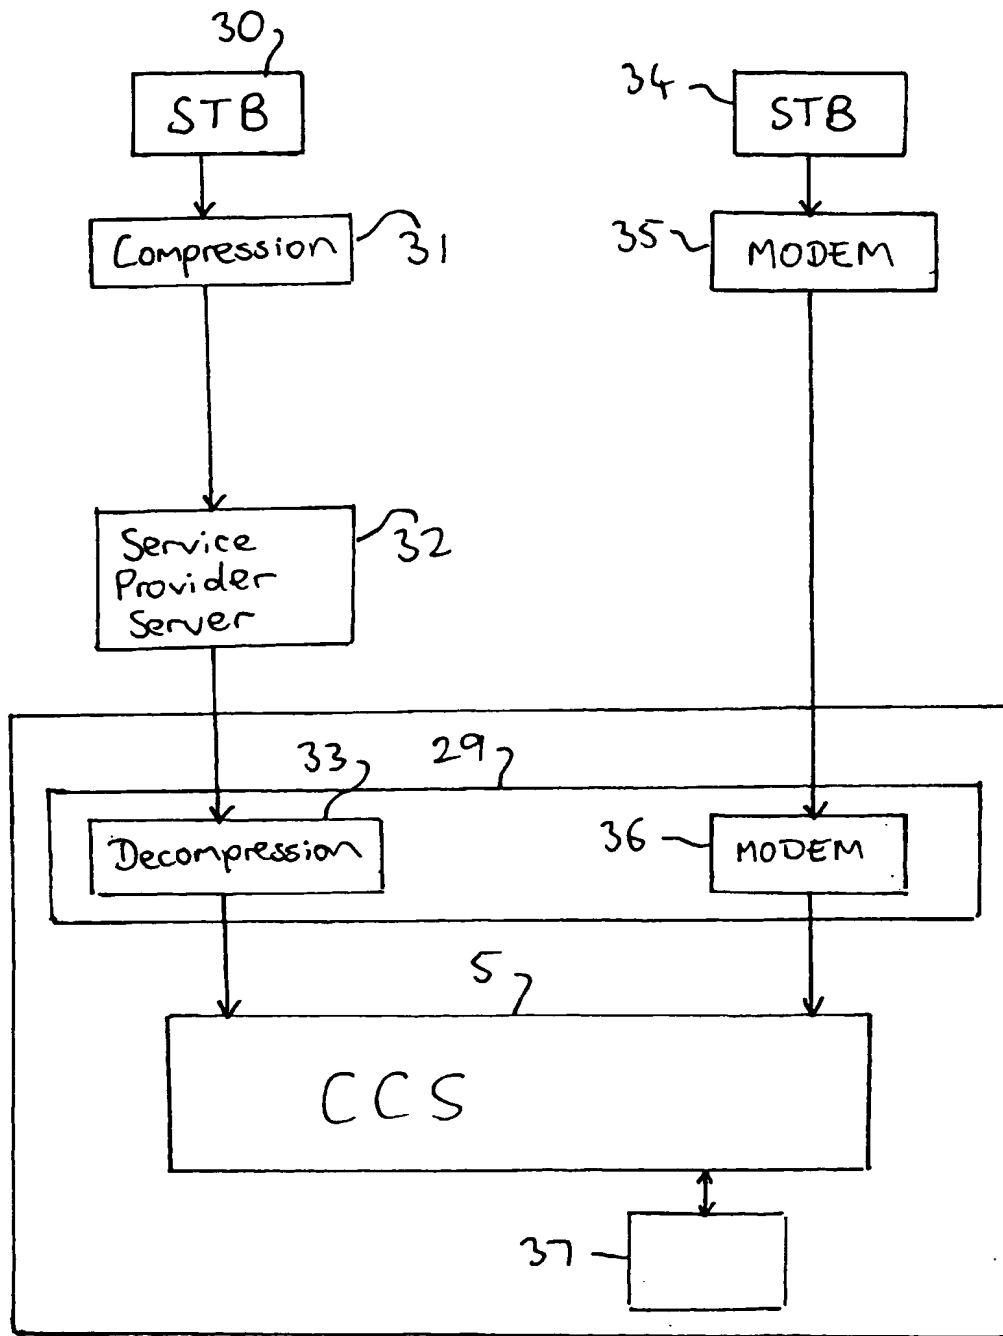 30
STB
34
STB
Compression
31
35
MODEM
Service
Provider
Server
32
33
29
Decompression
36
MODEM
5
CCS
37